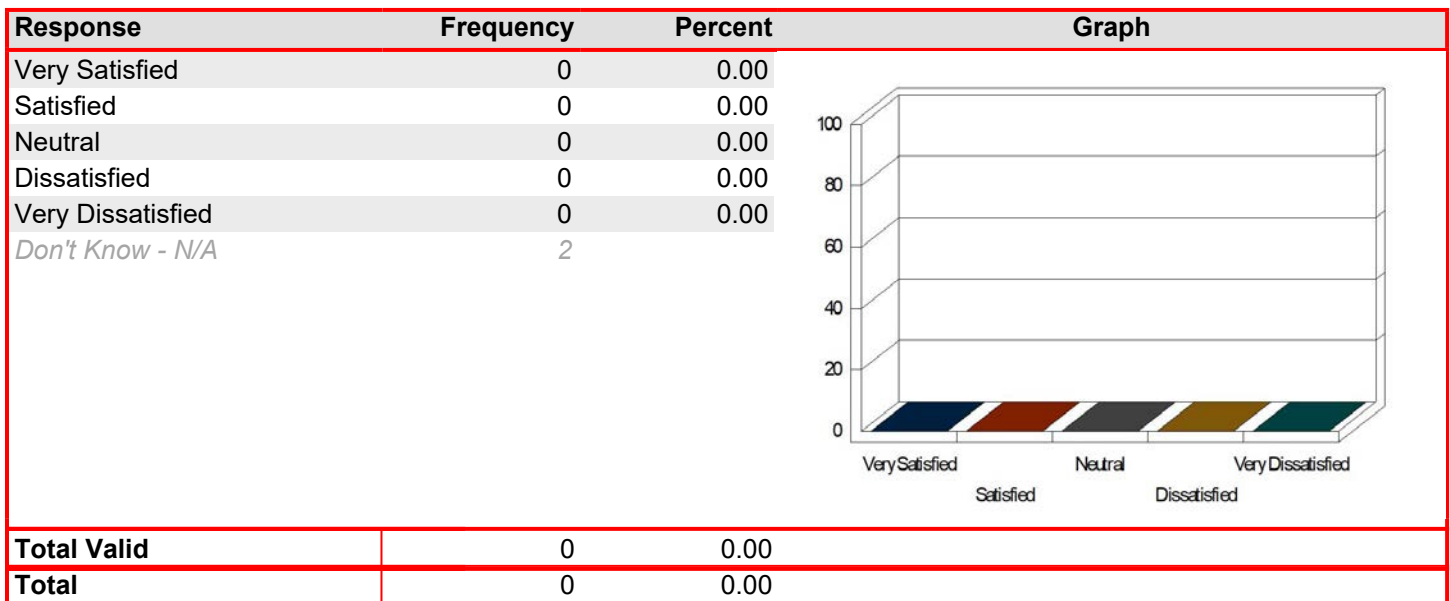 Response Frequency Percent Graph
Very Satisfied 0 0.00
Satisfied 0 0.00
Neutral 0 0.00
Dissatisfied 0 0.00
Very Dissatisfied 0 0.00
Don't Know - N/A 2
100
80
60
40
20
0
Very Satisfied Neutral Very Dissatisfied
Satisfied Dissatisfied
Total Valid 0 0.00
Total 0 0.00